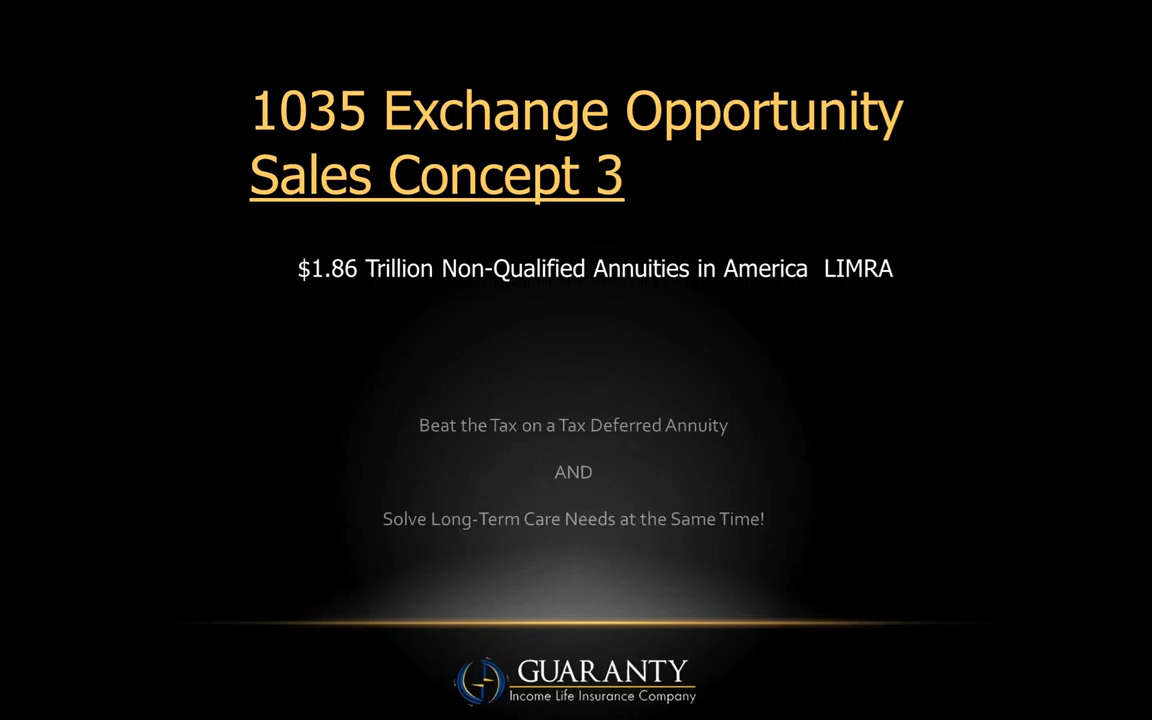 1035 Exchange Opportunity
Sales Concept 3
$1.86 Trillion Non-Qualified Annuities in America LIMRA
Beat the Tax on a Tax Deferred Annuity
AND
Solve Long-Term Care Needs at the Same Time!
GUARANTY
Income Life Insurance Company